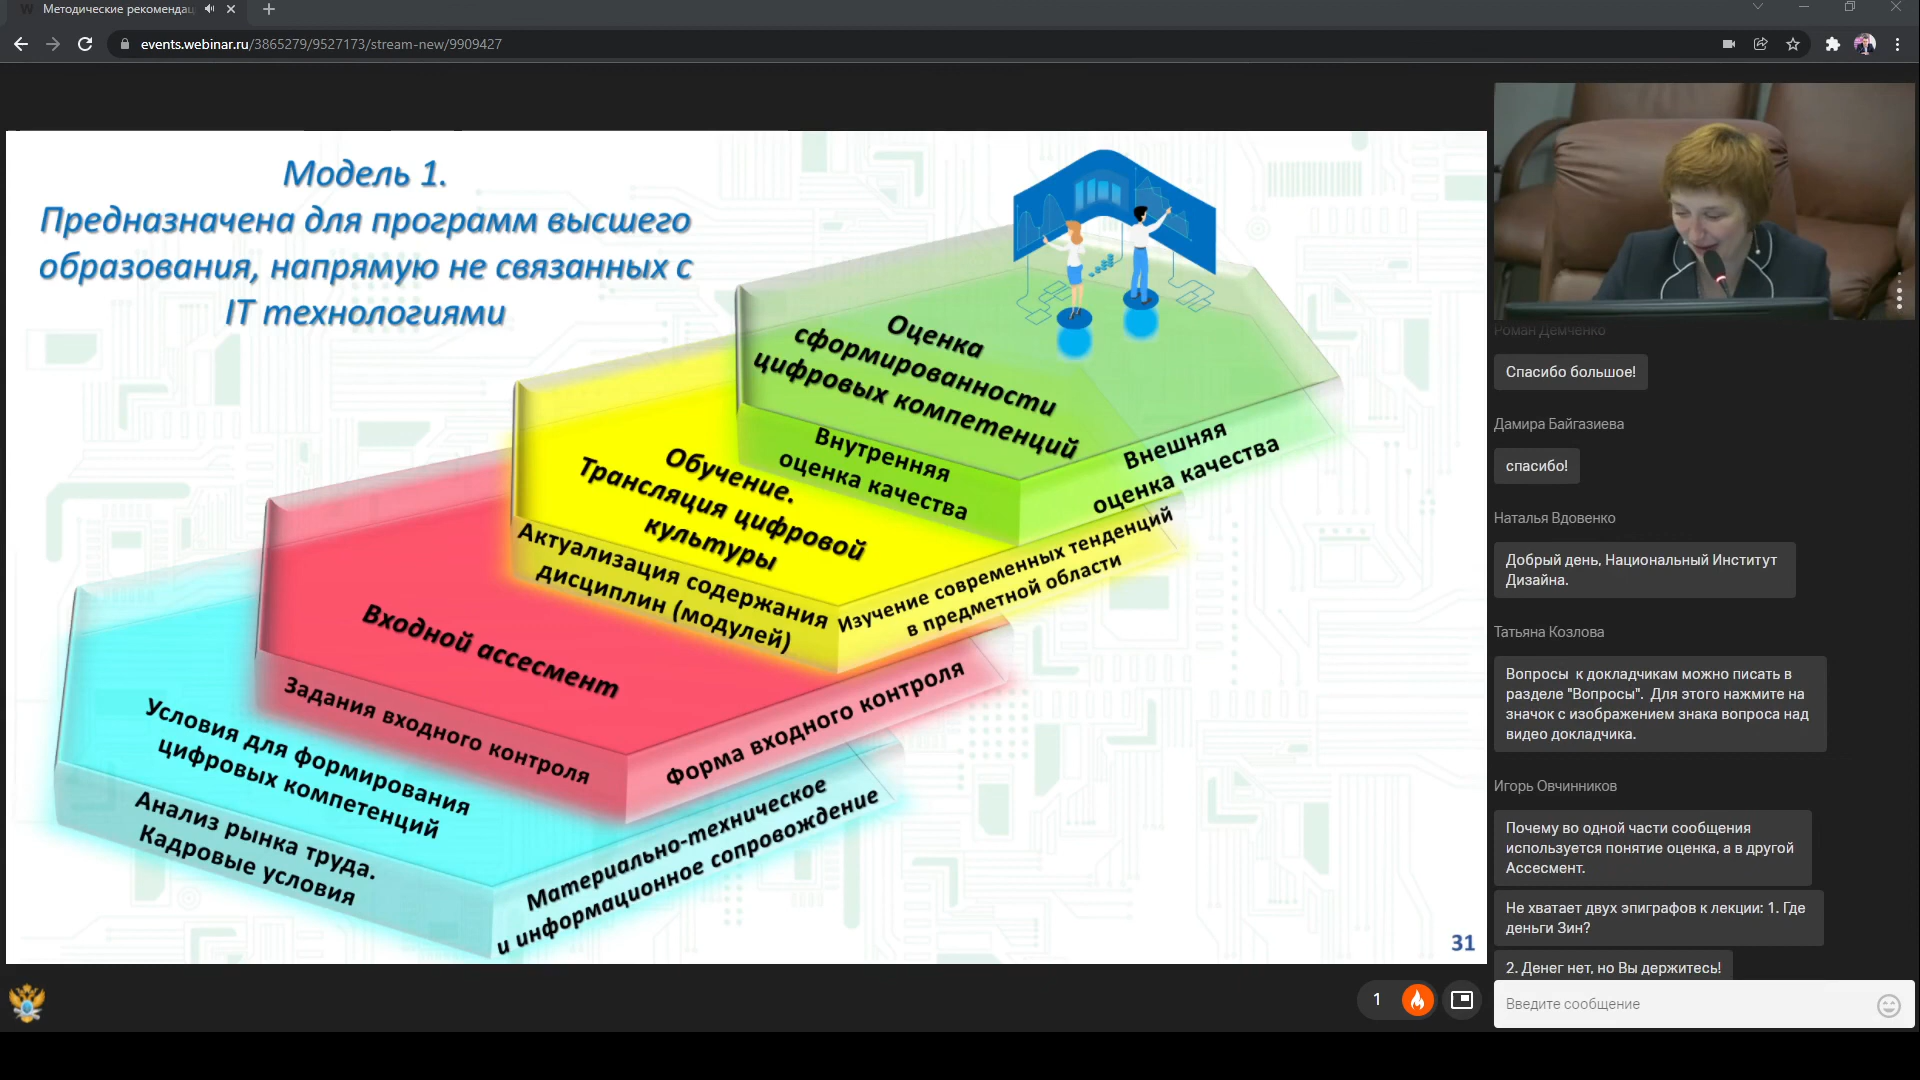 Методические рекомендац
events.webinar.ru/3865279/9527173/stream-new/9909427
Модель 1.
Предназначена для программ высшего
образования, напрямую не связанных с
IT технологиями
Оценка
сформированности
цифровых компетенций
Внутренняя
оценка качества
Внешняя
оценка качества
Обучение.
Трансляция цифровой
культуры
Актуализация содержания
дисциплин (модулей)
Изучение современных тенденций
в предметной области
Входной ассесмент
Задания входного контроля
Форма входного контроля
Условия для формирования
цифровых компетенций
Анализ рынка труда.
Кадровые условия
Материально-техническое
и информационное сопровождение
31
1
Роман Демченко
Спасибо большое!
Дамира Байгазиева
спасибо!
Наталья Вдовенко
Добрый день, Национальный Институт
Дизайна.
Татьяна Козлова
Вопросы к докладчикам можно писать в
разделе "Вопросы". Для этого нажмите на
значок с изображением знака вопроса над
видео докладчика.
Игорь Овчинников
Почему во одной части сообщения
используется понятие оценка, а в другой
Ассесмент.
Не хватает двух эпиграфов к лекции: 1. Где
деньги Зин?
2. Денег нет, но Вы держитесь!
Введите сообщение